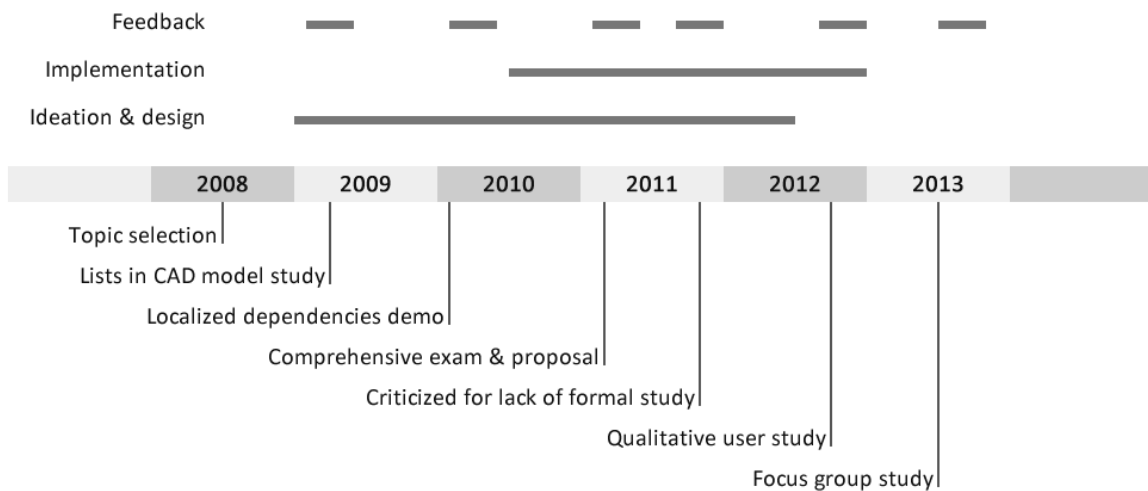 Feedback
Implementation
Ideation & design
2008 2009 2010 2011 2012 2013
Topic selection
Lists in CAD model study
Localized dependencies demo
Comprehensive exam & proposal
Criticized for lack of formal study
Qualitative user study
Focus group study